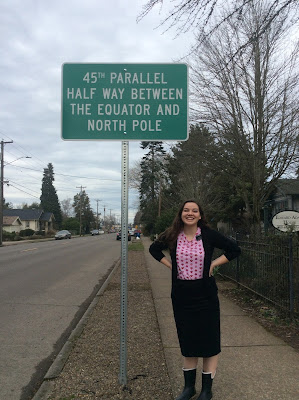 45TH PARALLEL
HALF WAY BETWEEN
THE EQUATOR AND
NORTH POLE